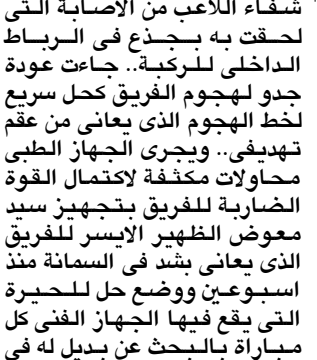 شفاء اللاعب من الاصابة التى
لحقت به بجذع فى الرباط
الداخلى للركبة.. جاءت عودة
جدو لهجوم الفريق كحل سريع
لخط الهجوم الذى يعانى من عقم
تهديفى.. ويجرى الجهاز الطبى
محاولات مكثفة لاكتمال القوة
الضاربة للفريق بتجهيز سيد
معوض الظهير الايسر للفريق
الذى يعانى بشد فى السمانة منذ
اسبوعين ووضع حل للحيرة
التى يقع فيها الجهاز الفنى كل
مباراة بالبحث عن بديل له فى